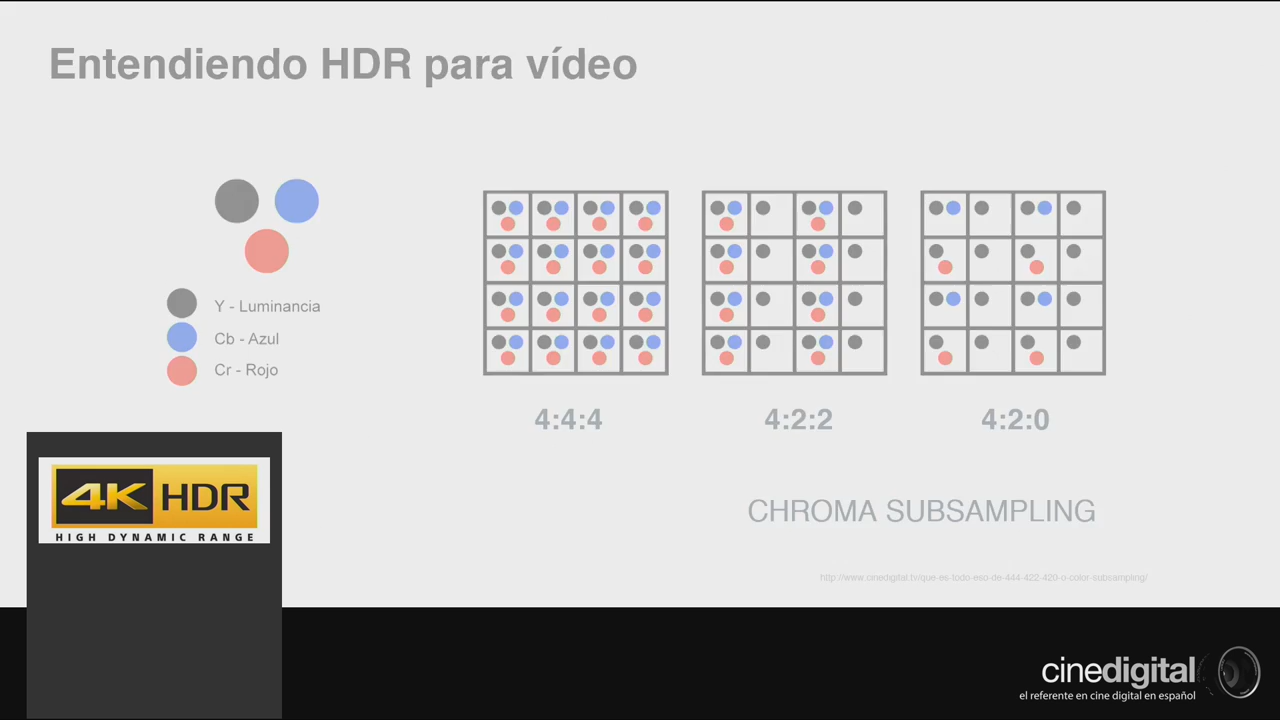 Entendiendo HDR para vídeo
Y - Luminancia
Cb - Azul
Cr - Rojo
4:4:4
4:2:2
4:2:0
CHROMA SUBSAMPLING
http://www.cinedigital.tv/que-es-todo-eso-de-444-422-420-o-color-subsampling/
4K HDR
HIGH DYNAMIC RANGE
cinedigital
el referente en cine digital en español